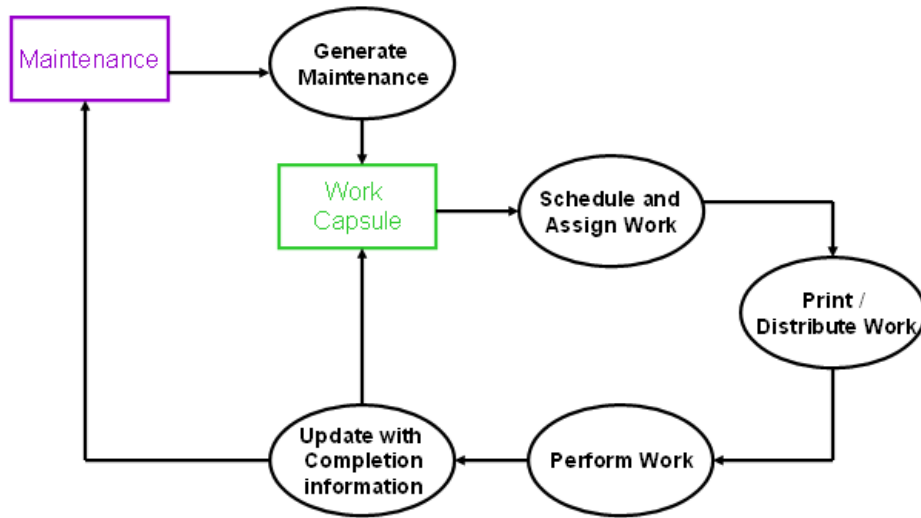 Maintenance
Generate
Maintenance
Work
Capsule
Schedule and
Assign Work
Print /
Distribute Work
Perform Work
Update with
Completion
information